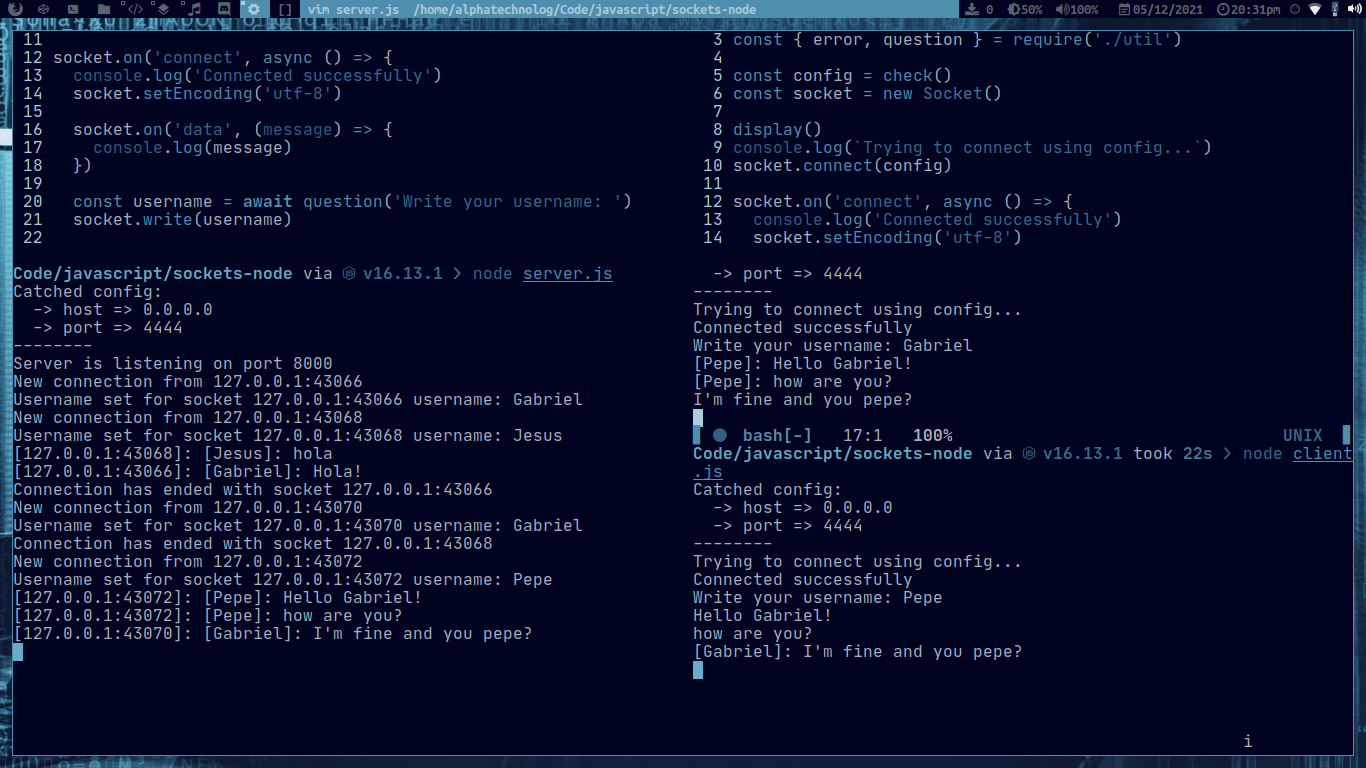 vim server.js  /home/alphatechnolog/Code/javascript/sockets-node
0 50% 100% 05/12/2021 20:31pm
11
12 socket.on('connect', async () => {
13   console.log('Connected successfully')
14   socket.setEncoding('utf-8')
15
16   socket.on('data', (message) => {
17     console.log(message)
18   })
19
20   const username = await question('Write your username: ')
21   socket.write(username)
22
Code/javascript/sockets-node via v16.13.1 > node server.js
Catched config:
  -> host => 0.0.0.0
  -> port => 4444
--------
Server is listening on port 8000
New connection from 127.0.0.1:43066
Username set for socket 127.0.0.1:43066 username: Gabriel
New connection from 127.0.0.1:43068
Username set for socket 127.0.0.1:43068 username: Jesus
[127.0.0.1:43068]: [Jesus]: hola
[127.0.0.1:43066]: [Gabriel]: Hola!
Connection has ended with socket 127.0.0.1:43066
New connection from 127.0.0.1:43070
Username set for socket 127.0.0.1:43070 username: Gabriel
Connection has ended with socket 127.0.0.1:43068
New connection from 127.0.0.1:43072
Username set for socket 127.0.0.1:43072 username: Pepe
[127.0.0.1:43072]: [Pepe]: Hello Gabriel!
[127.0.0.1:43072]: [Pepe]: how are you?
[127.0.0.1:43070]: [Gabriel]: I'm fine and you pepe?
3 const { error, question } = require('./util')
4
5 const config = check()
6 const socket = new Socket()
7
8 display()
9 console.log(`Trying to connect using config...`)
10 socket.connect(config)
11
12 socket.on('connect', async () => {
13   console.log('Connected successfully')
14   socket.setEncoding('utf-8')
  -> port => 4444
--------
Trying to connect using config...
Connected successfully
Write your username: Gabriel
[Pepe]: Hello Gabriel!
[Pepe]: how are you?
I'm fine and you pepe?
bash[-] 17:1 100% UNIX
Code/javascript/sockets-node via v16.13.1 took 22s > node client
.js
Catched config:
  -> host => 0.0.0.0
  -> port => 4444
--------
Trying to connect using config...
Connected successfully
Write your username: Pepe
Hello Gabriel!
how are you?
[Gabriel]: I'm fine and you pepe?
i